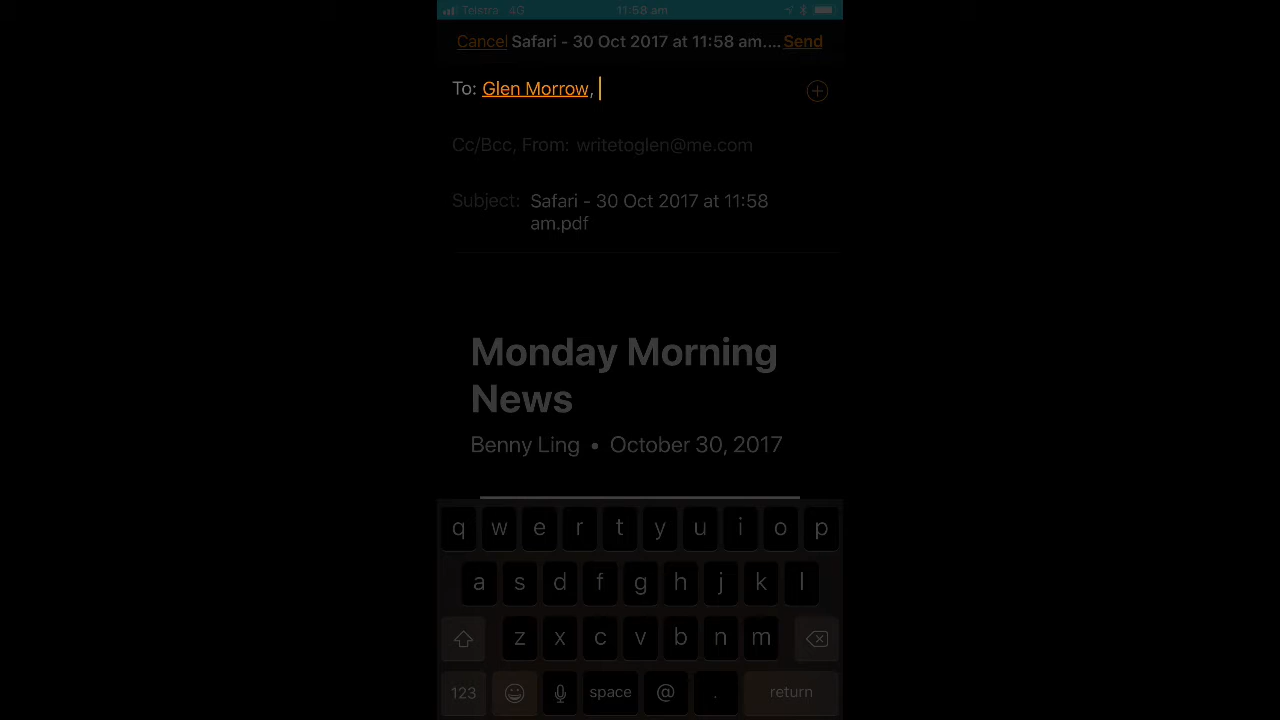 Telstra 4G 11:58 am
Cancel Safari - 30 Oct 2017 at 11:58 am.... Send
To: Glen Morrow,
Cc/Bcc, From: writetoglen@me.com
Subject: Safari - 30 Oct 2017 at 11:58
am.pdf
Monday Morning
News
Benny Ling • October 30, 2017
q w e r t y u i o p
a s d f g h j k l
z x c v b n m
123 space @ . return